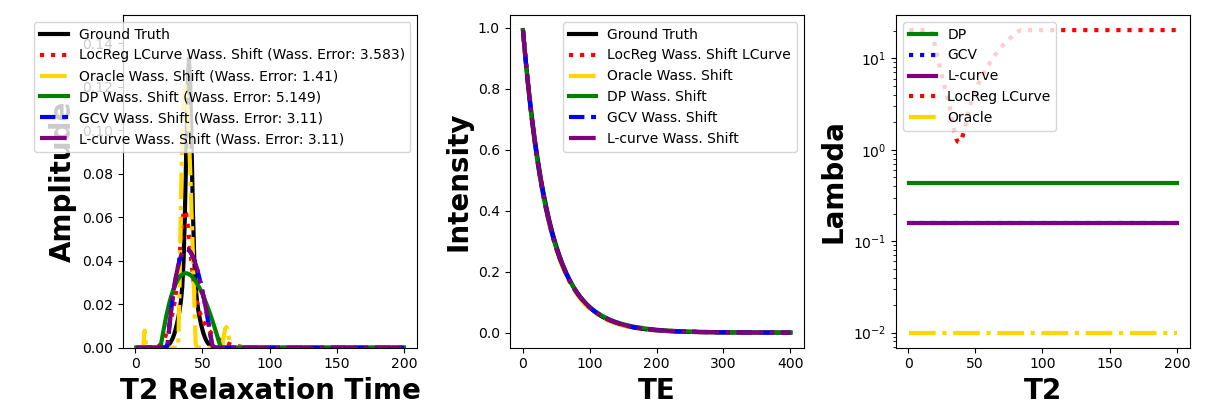 Ground Truth
LocReg LCurve Wass. Shift (Wass. Error: 3.583)
Oracle Wass. Shift (Wass. Error: 1.41)
DP Wass. Shift (Wass. Error: 5.149)
GCV Wass. Shift (Wass. Error: 3.11)
L-curve Wass. Shift (Wass. Error: 3.11)
Amplitude
0.14
0.12
0.10
0.08
0.06
0.04
0.02
0.00
0 50 100 150 200
T2 Relaxation Time
Ground Truth
LocReg Wass. Shift LCurve
Oracle Wass. Shift
DP Wass. Shift
GCV Wass. Shift
L-curve Wass. Shift
Intensity
1.0
0.8
0.6
0.4
0.2
0.0
0 100 200 300 400
TE
DP
GCV
L-curve
LocReg LCurve
Oracle
Lambda
10¹
10⁰
10⁻¹
10⁻²
0 50 100 150 200
T2